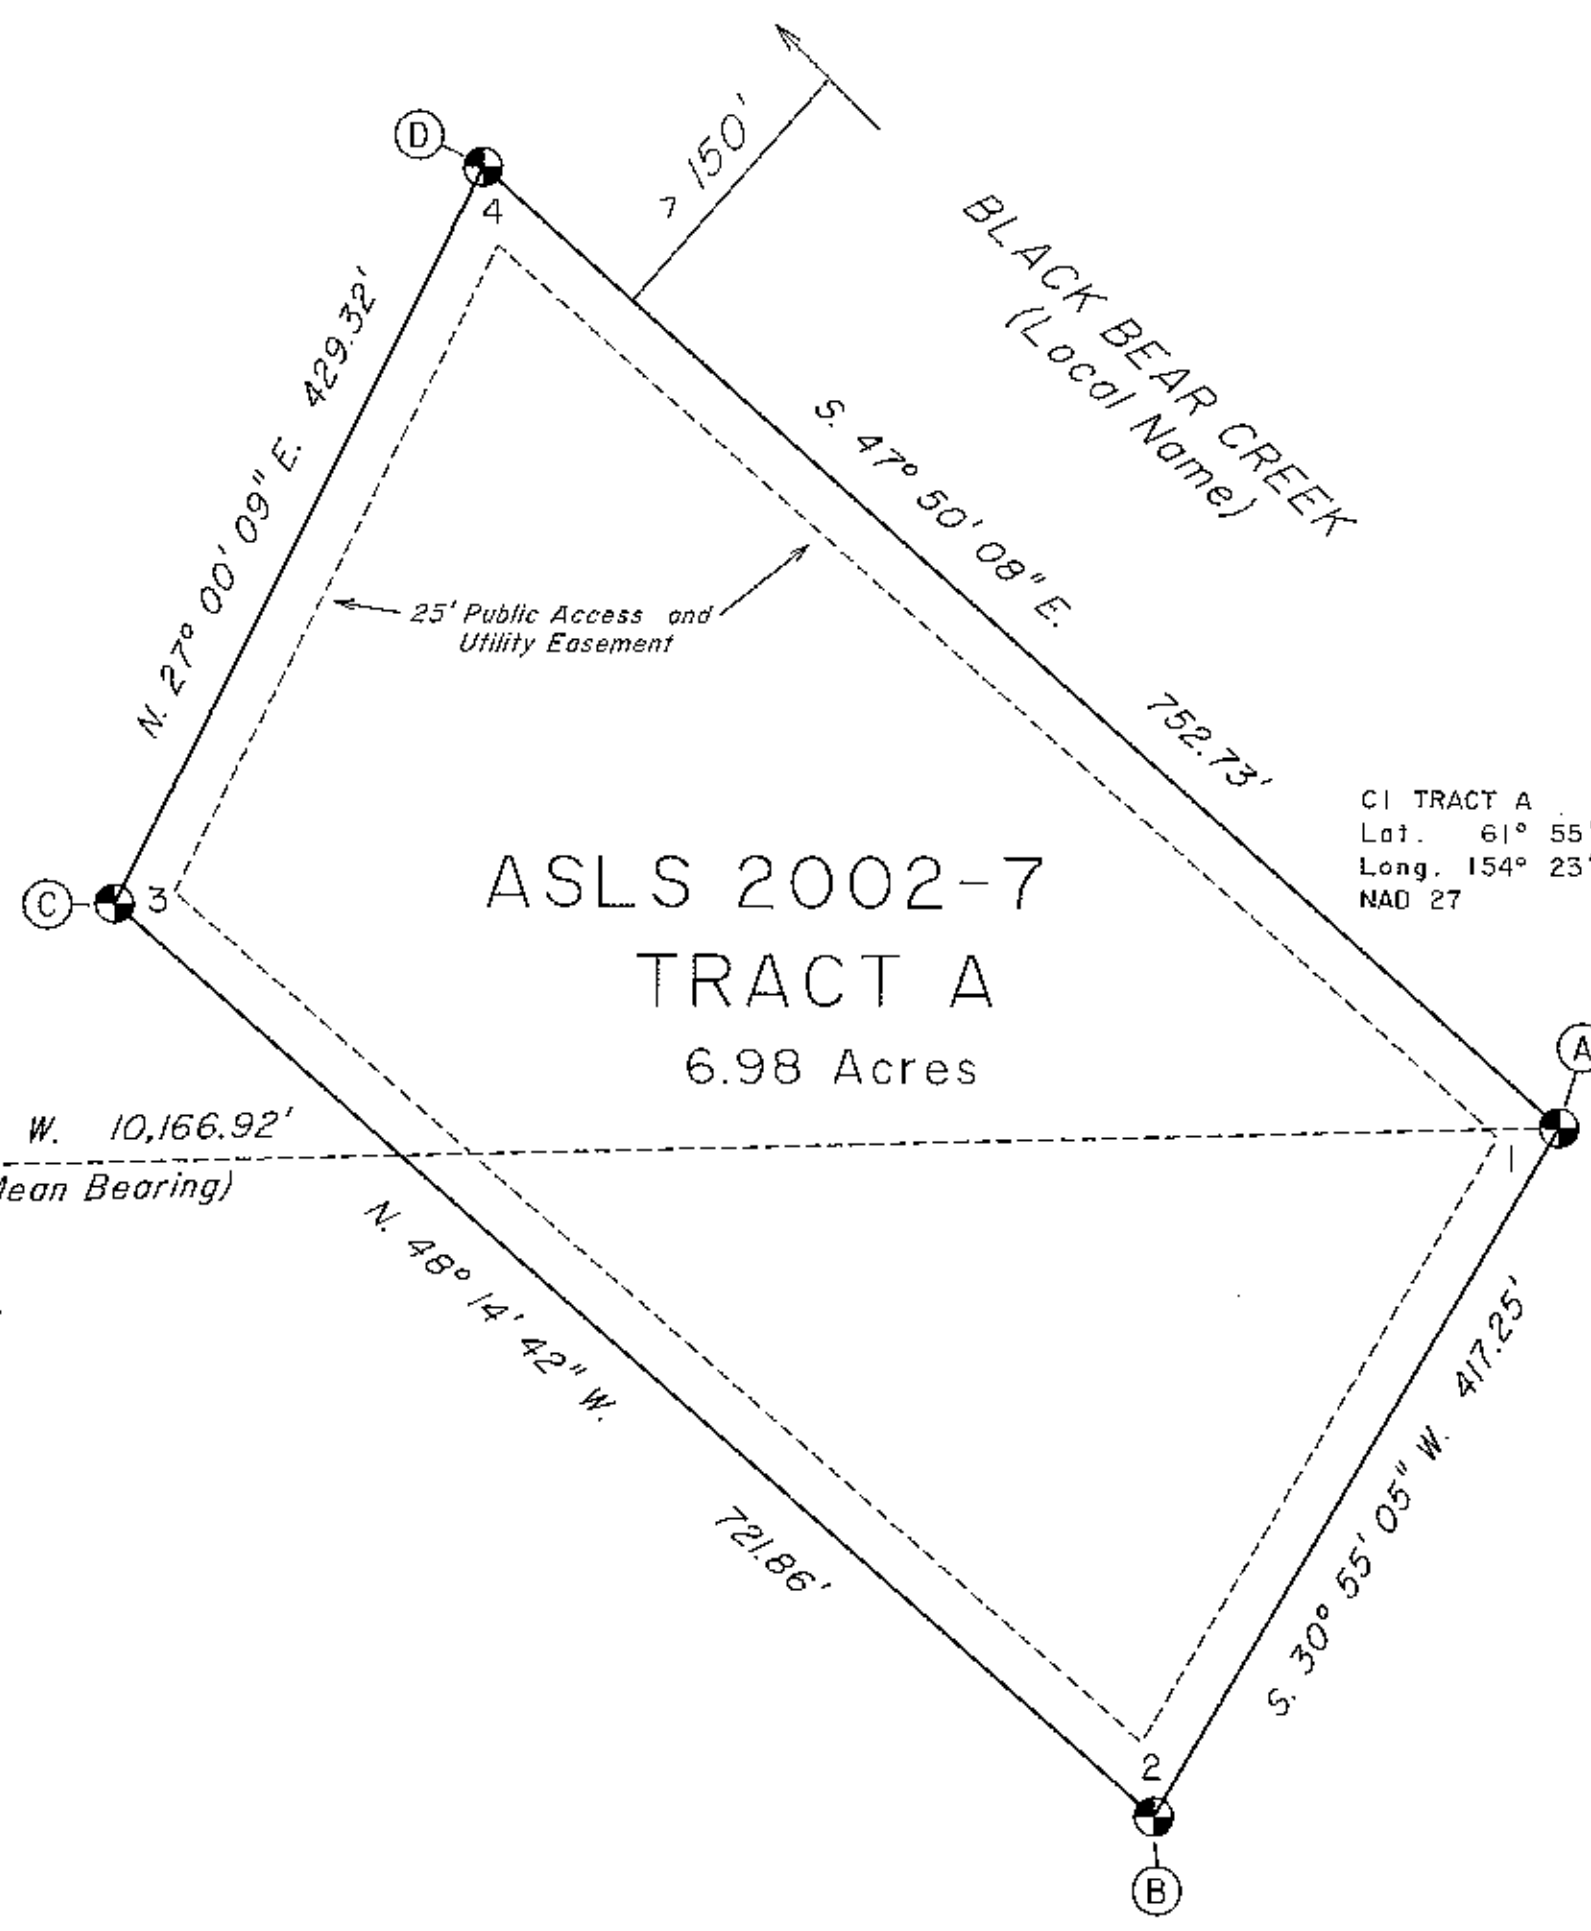 D
4
7 150'
BLACK BEAR CREEK
(Local Name)
N. 27° 00' 09" E. 429.32'
S. 47° 50' 08" E.
752.73'
25' Public Access and
Utility Easement
C1 TRACT A
Lat. 61° 55'
Long. 154° 23'
NAD 27
C
3
ASLS 2002-7
TRACT A
6.98 Acres
A
1
W. 10,166.92'
Mean Bearing)
N. 48° 14' 42" W.
721.86'
S. 30° 55' 05" W. 417.25'
2
B